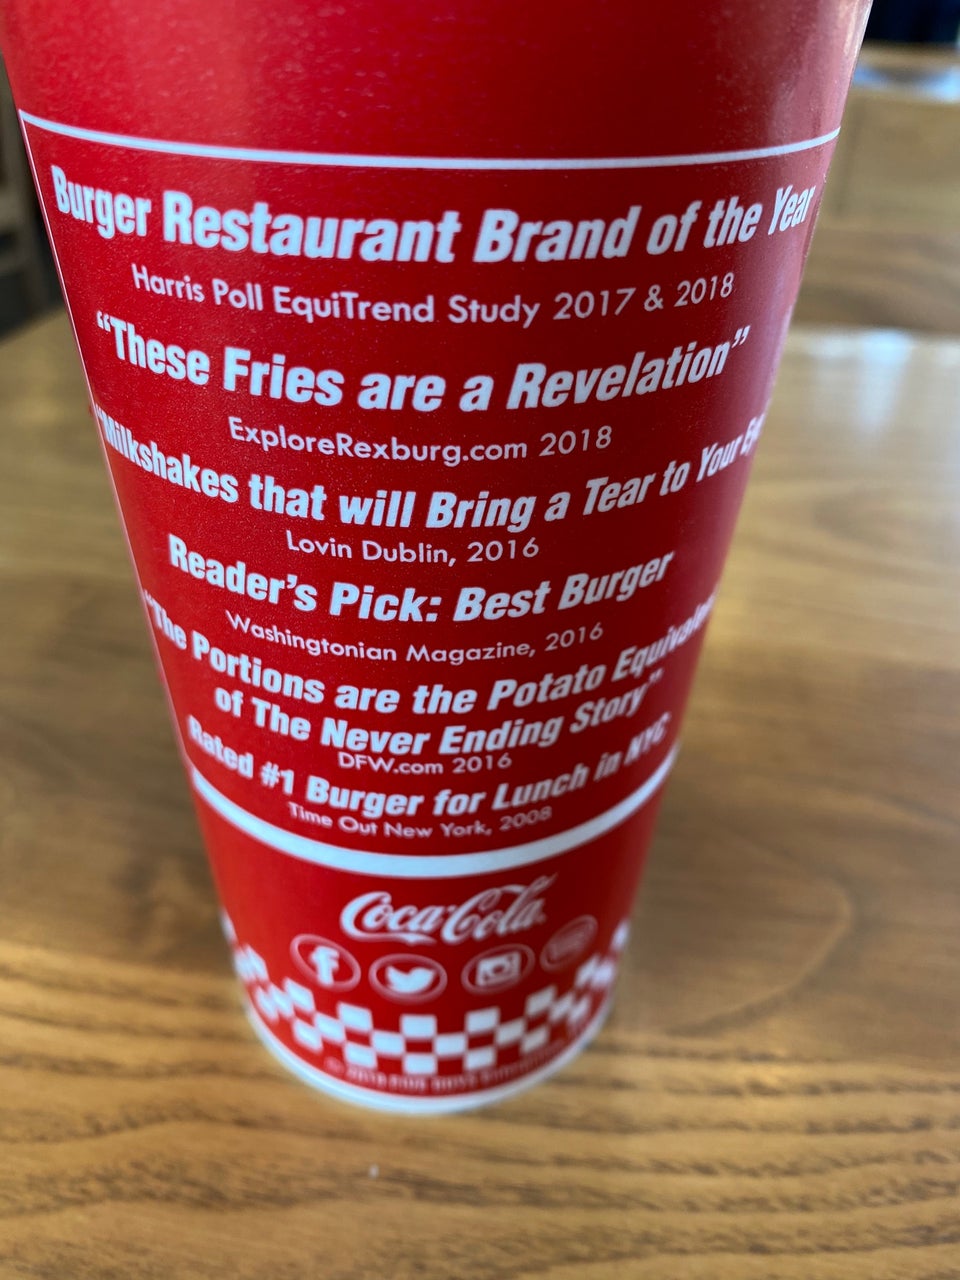 Burger Restaurant Brand of the Year
Harris Poll EquiTrend Study 2017 & 2018
“These Fries are a Revelation”
ExploreRexburg.com 2018
“Milkshakes that will Bring a Tear to Your
Lovin Dublin, 2016
Reader’s Pick: Best Burger
Washingtonian Magazine, 2016
“The Portions are the Potato
of The Never Ending Story”
DFW.com 2016
Rated #1 Burger for Lunch in NYC
Time Out New York, 2008
Coca-Cola